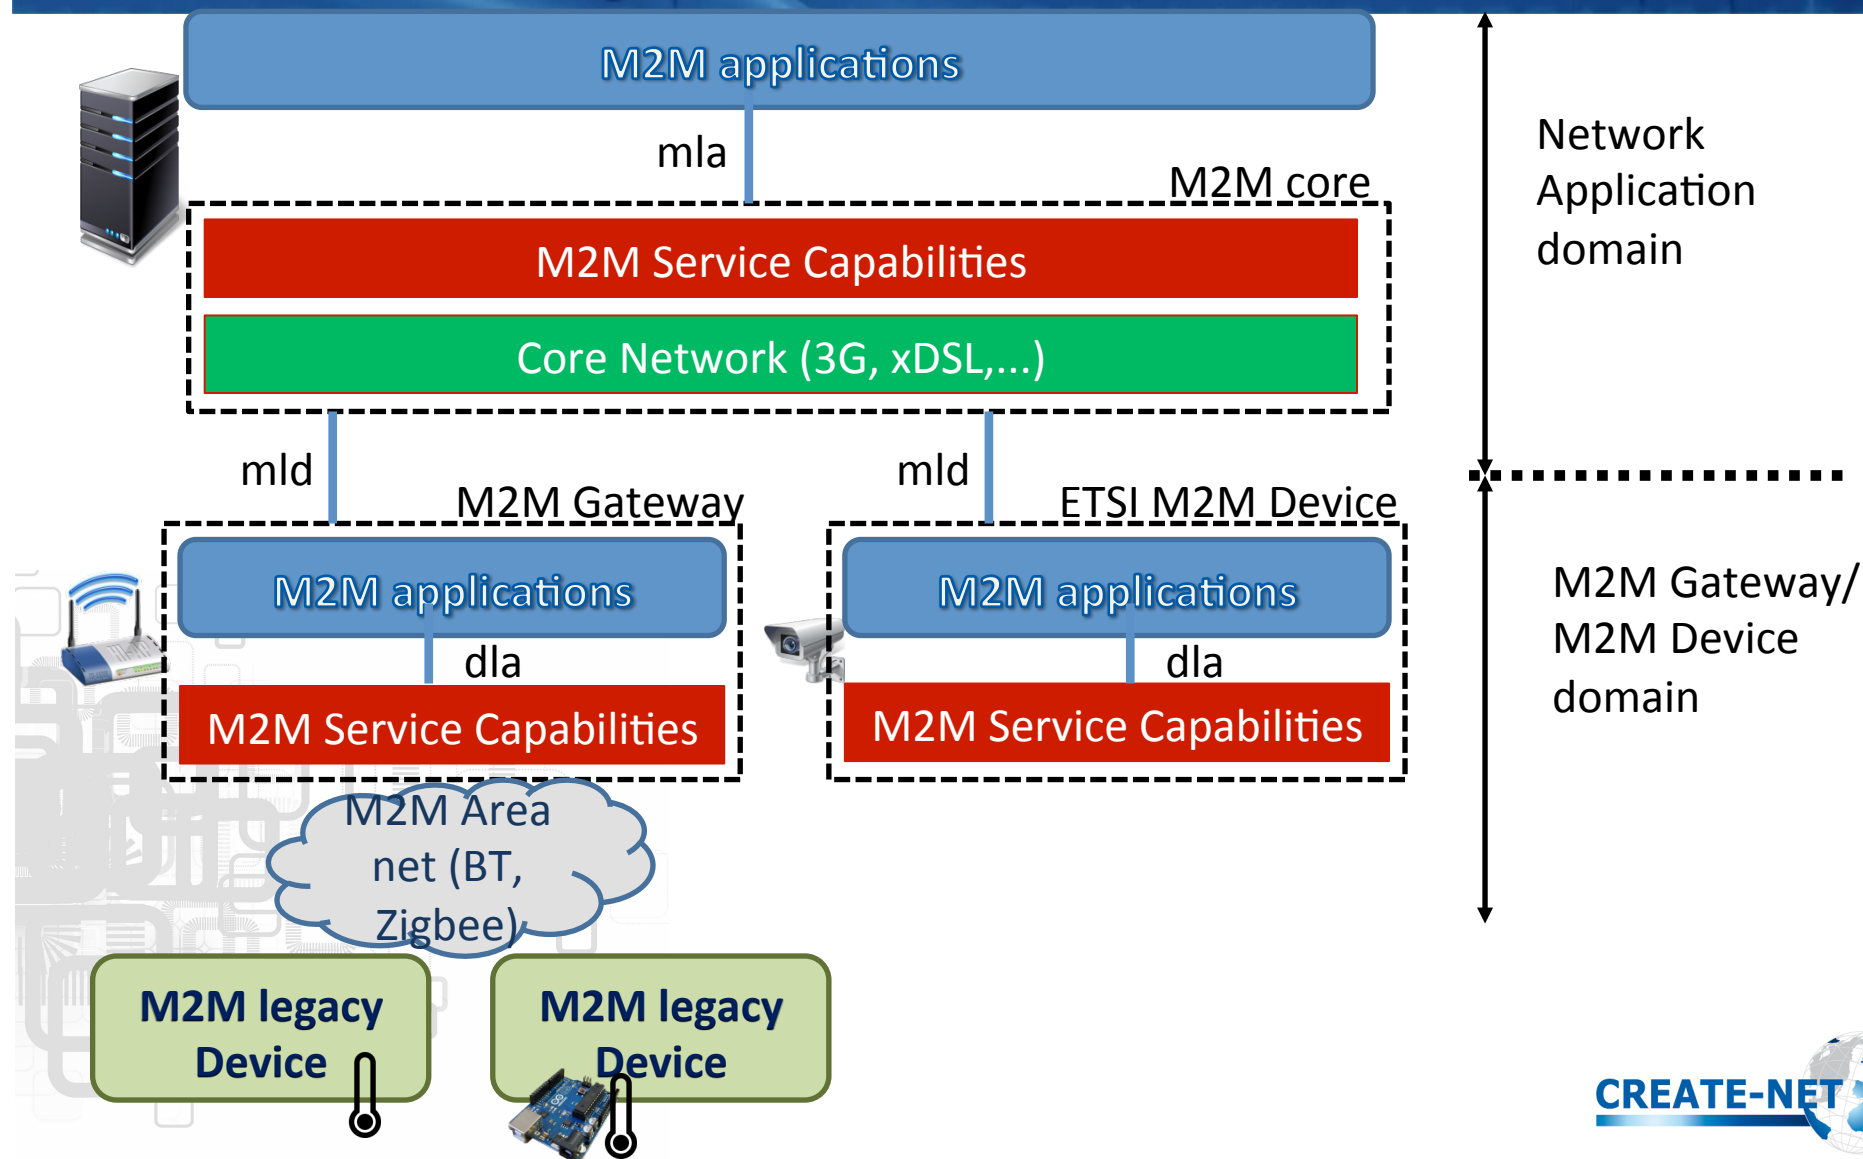 M2M applications
mla
M2M core
M2M Service Capabilities
Core Network (3G, xDSL,...)
Network
Application
domain
mld
mld
M2M Gateway
ETSI M2M Device
M2M applications
dla
M2M Service Capabilities
M2M applications
dla
M2M Service Capabilities
M2M Gateway/
M2M Device
domain
M2M Area
net (BT,
Zigbee)
M2M legacy
Device
M2M legacy
Device
CREATE-NET